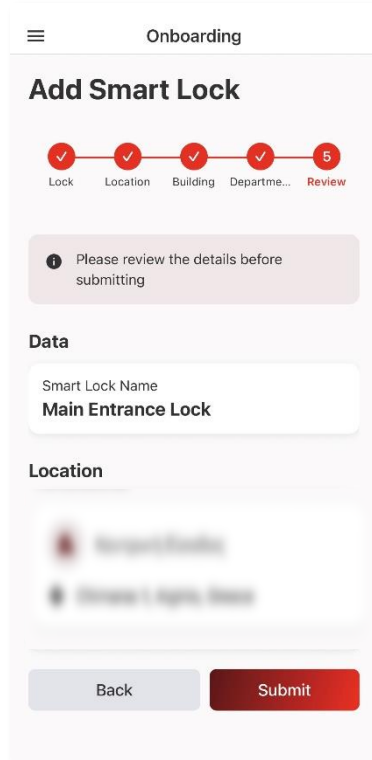 Onboarding
Add Smart Lock
5
Lock Location Building Departme... Review
Please review the details before
submitting
Data
Smart Lock Name
Main Entrance Lock
Location
Back Submit